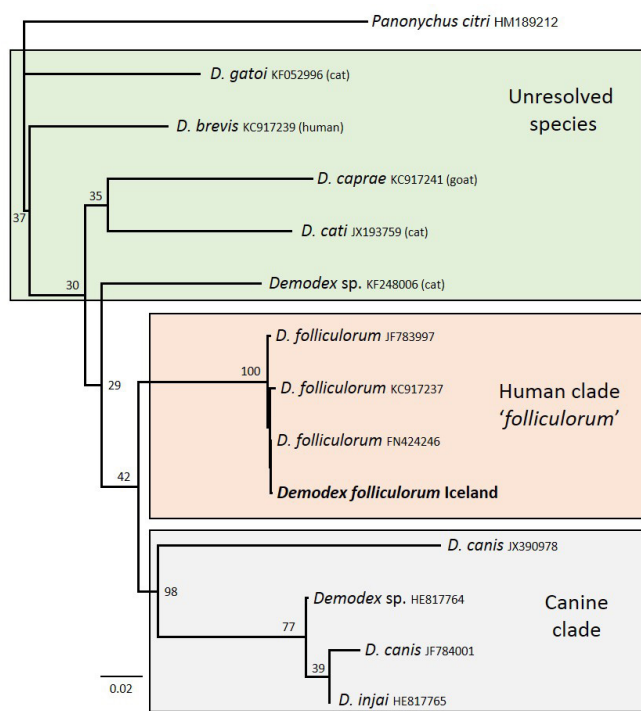 Panonychus citri HM189212
D. gatoi KF052996 (cat)
Unresolved
species
D. brevis KC917239 (human)
35
D. caprae KC917241 (goat)
37
D. cati JX193759 (cat)
30
Demodex sp. KF248006 (cat)
D. folliculorum JF783997
100
29
D. folliculorum KC917237
Human clade
‘folliculorum’
D. folliculorum FN424246
42
Demodex folliculorum Iceland
D. canis JX390978
98
Demodex sp. HE817764
Canine
clade
77
D. canis JF784001
39
0.02
D. injai HE817765